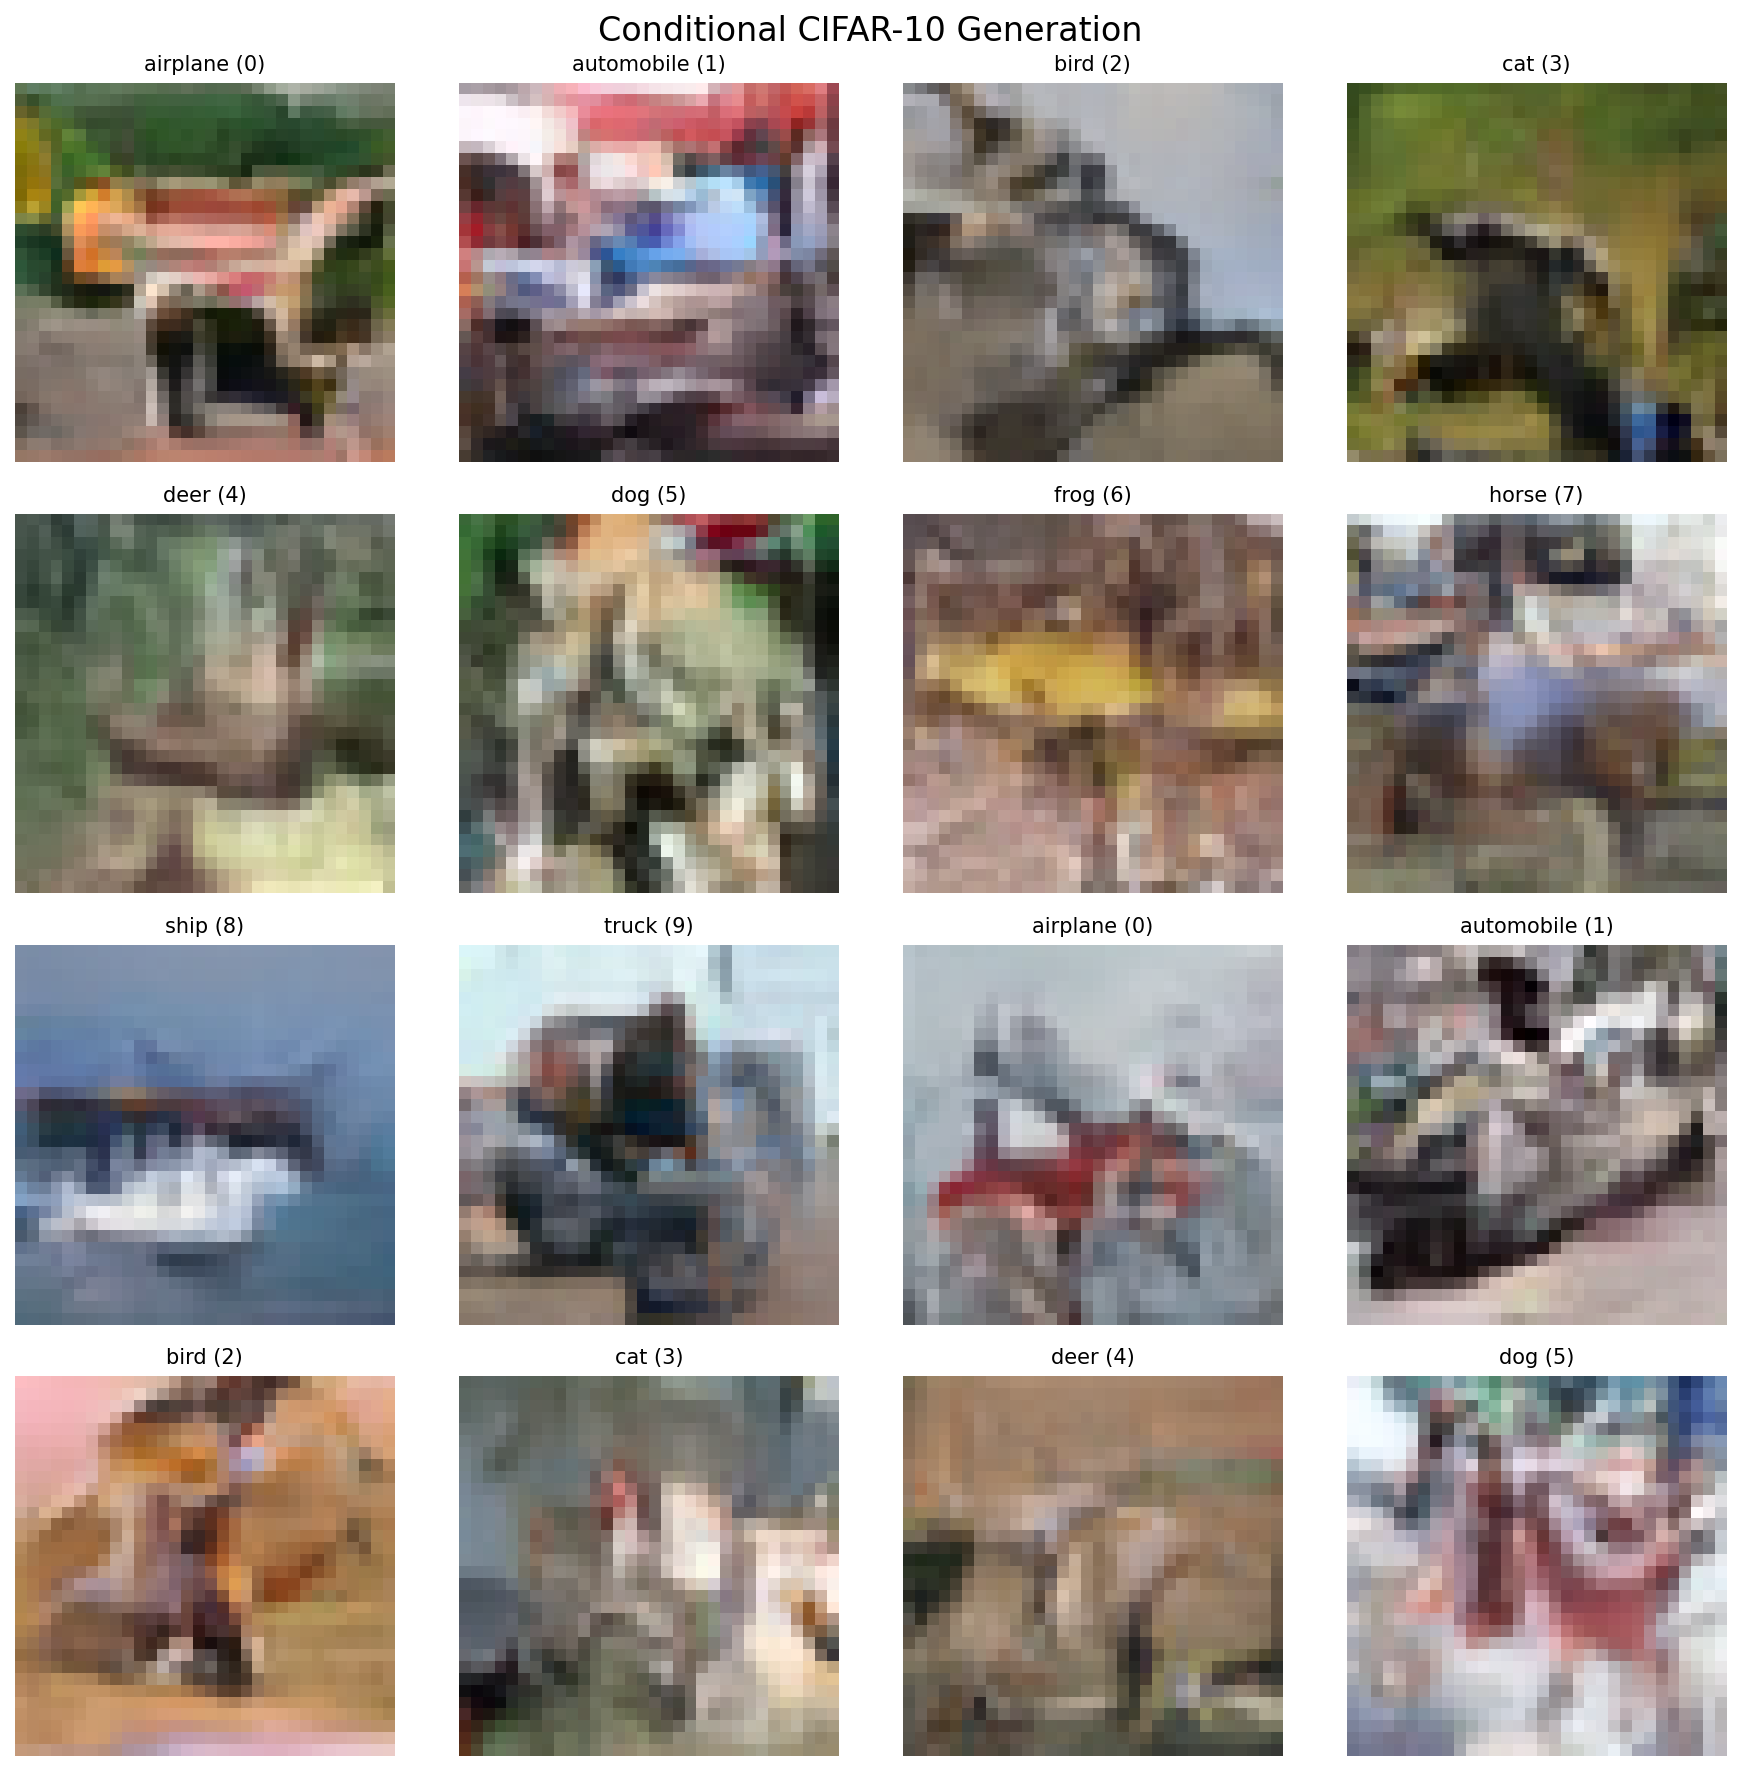 Conditional CIFAR-10 Generation
airplane (0)
automobile (1)
bird (2)
cat (3)
deer (4)
dog (5)
frog (6)
horse (7)
ship (8)
truck (9)
airplane (0)
automobile (1)
bird (2)
cat (3)
deer (4)
dog (5)